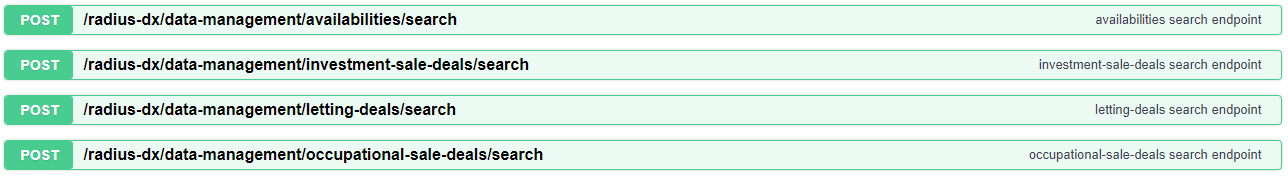 POST /radius-dx/data-management/availabilities/search availabilities search endpoint
POST /radius-dx/data-management/investment-sale-deals/search investment-sale-deals search endpoint
POST /radius-dx/data-management/letting-deals/search letting-deals search endpoint
POST /radius-dx/data-management/occupational-sale-deals/search occupational-sale-deals search endpoint